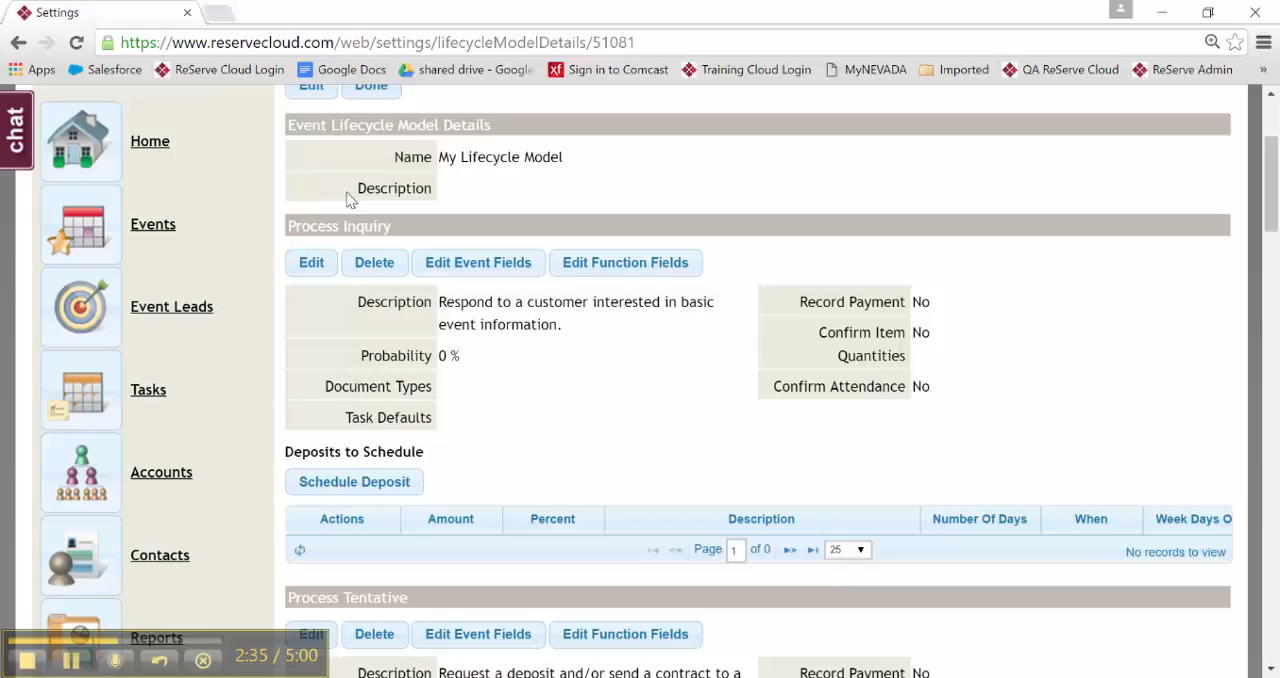 Settings
https://www.reservecloud.com/web/settings/lifecycleModelDetails/51081
Apps Salesforce ReServe Cloud Login Google Docs shared drive - Google Sign in to Comcast Training Cloud Login MyNEVADA Imported QA ReServe Cloud ReServe Admin »
chat
Edit Done
Home
Events
Event Leads
Tasks
Accounts
Contacts
Reports
Event Lifecycle Model Details
Name My Lifecycle Model
Description
Process Inquiry
Edit Delete Edit Event Fields Edit Function Fields
Description Respond to a customer interested in basic
event information.
Probability 0 %
Document Types
Task Defaults
Record Payment No
Confirm Item No
Quantities
Confirm Attendance No
Deposits to Schedule
Schedule Deposit
Actions Amount Percent Description Number Of Days When Week Days O
Page 1 of 0 25 No records to view
Process Tentative
Edit Delete Edit Event Fields Edit Function Fields
Description Request a deposit and/or send a contract to a
Record Payment No
2:35 / 5:00